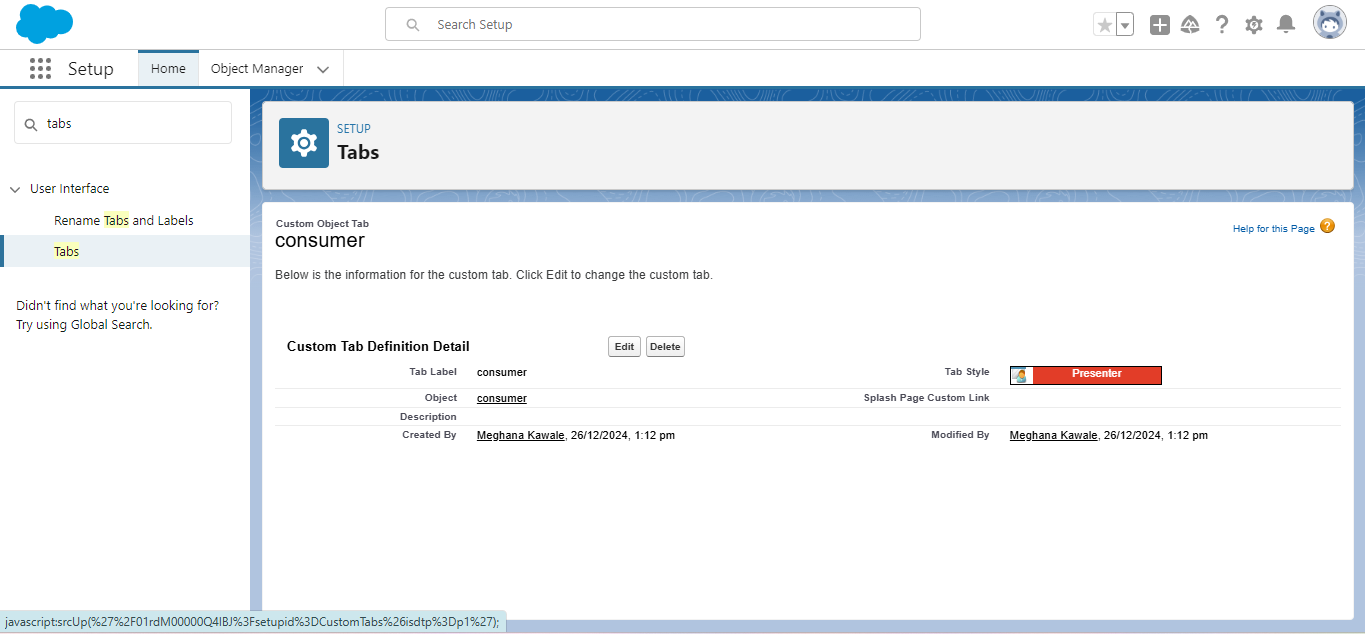 Search Setup
Setup
Home
Object Manager
tabs
User Interface
Rename Tabs and Labels
Tabs
Didn't find what you're looking for?
Try using Global Search.
SETUP
Tabs
Custom Object Tab
consumer
Help for this Page
Below is the information for the custom tab. Click Edit to change the custom tab.
Custom Tab Definition Detail Edit Delete
Tab Label consumer Tab Style Presenter
Object consumer Splash Page Custom Link
Description
Created By Meghana Kawale, 26/12/2024, 1:12 pm Modified By Meghana Kawale, 26/12/2024, 1:12 pm
javascript:srcUp(%27%2F01rdM00000Q4IBJ%3Fsetupid%3DCustomTabs%26isdtp%3Dp1%27);